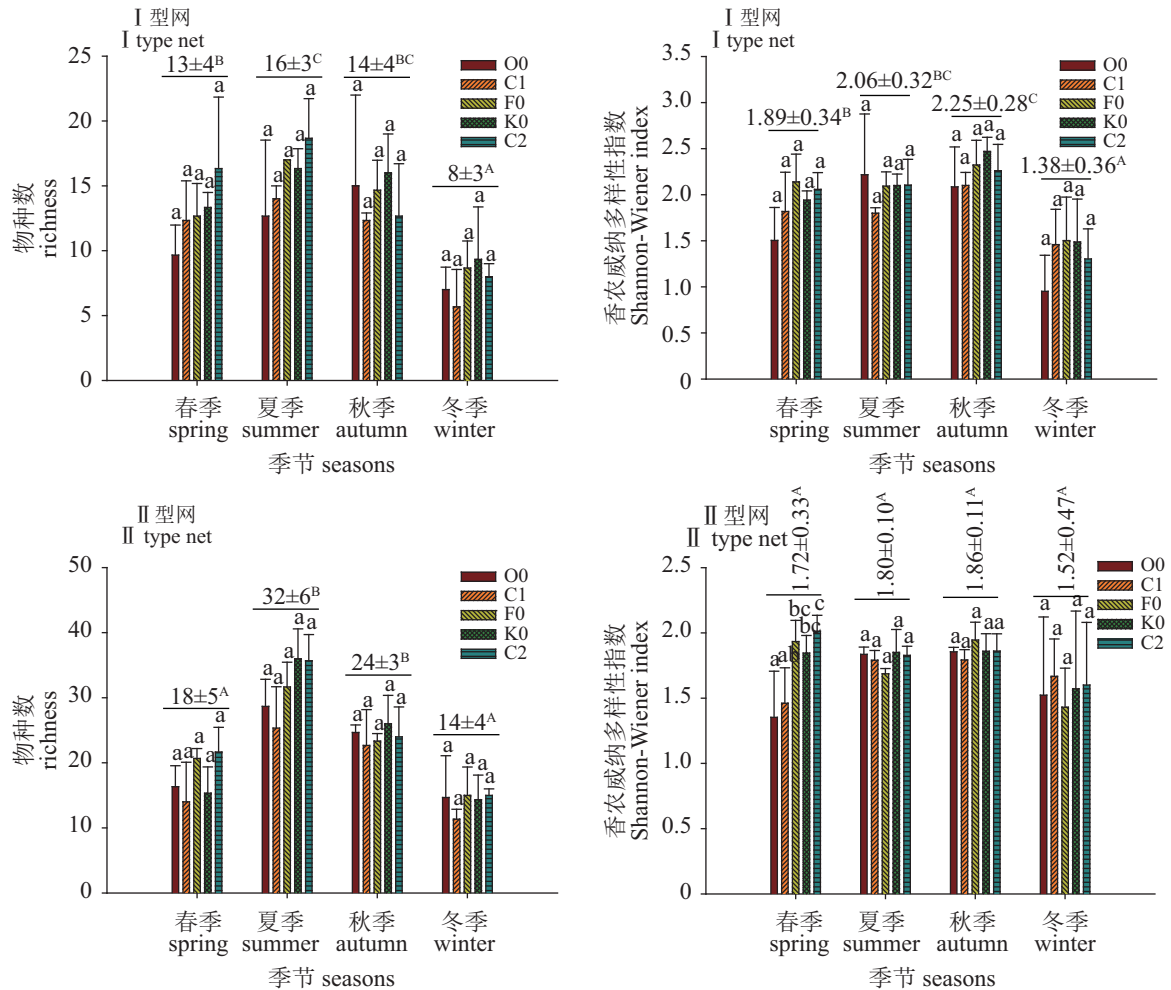 Ⅰ 型网
Ⅰ type net
25
20
15
10
5
0
物种数
richness
13±4B
16±3C
14±4BC
8±3A
a a a a a
a a a a a
a a a a a
a a a a a
O0
C1
F0
K0
C2
春季 夏季 秋季 冬季
spring summer autumn winter
季节 seasons
Ⅰ 型网
Ⅰ type net
3.5
3.0
2.5
2.0
1.5
1.0
0.5
0
香农威纳多样性指数
Shannon-Wiener index
1.89±0.34B
2.06±0.32BC
2.25±0.28C
1.38±0.36A
a a a a a
a a a a a
a a a a a
a a a a a
O0
C1
F0
K0
C2
春季 夏季 秋季 冬季
spring summer autumn winter
季节 seasons
Ⅱ 型网
Ⅱ type net
50
40
30
20
10
0
物种数
richness
18±5A
32±6B
24±3B
14±4A
a a a a a
a a a a a
a a a a a
a a a a a
O0
C1
F0
K0
C2
春季 夏季 秋季 冬季
spring summer autumn winter
季节 seasons
Ⅱ 型网
Ⅱ type net
2.5
2.0
1.5
1.0
0.5
0
香农威纳多样性指数
Shannon-Wiener index
1.72±0.33A
1.80±0.10A
1.86±0.11A
1.52±0.47A
a ab bc bc c
a a a a a
a a a a a
a a a a a
O0
C1
F0
K0
C2
春季 夏季 秋季 冬季
spring summer autumn winter
季节 seasons